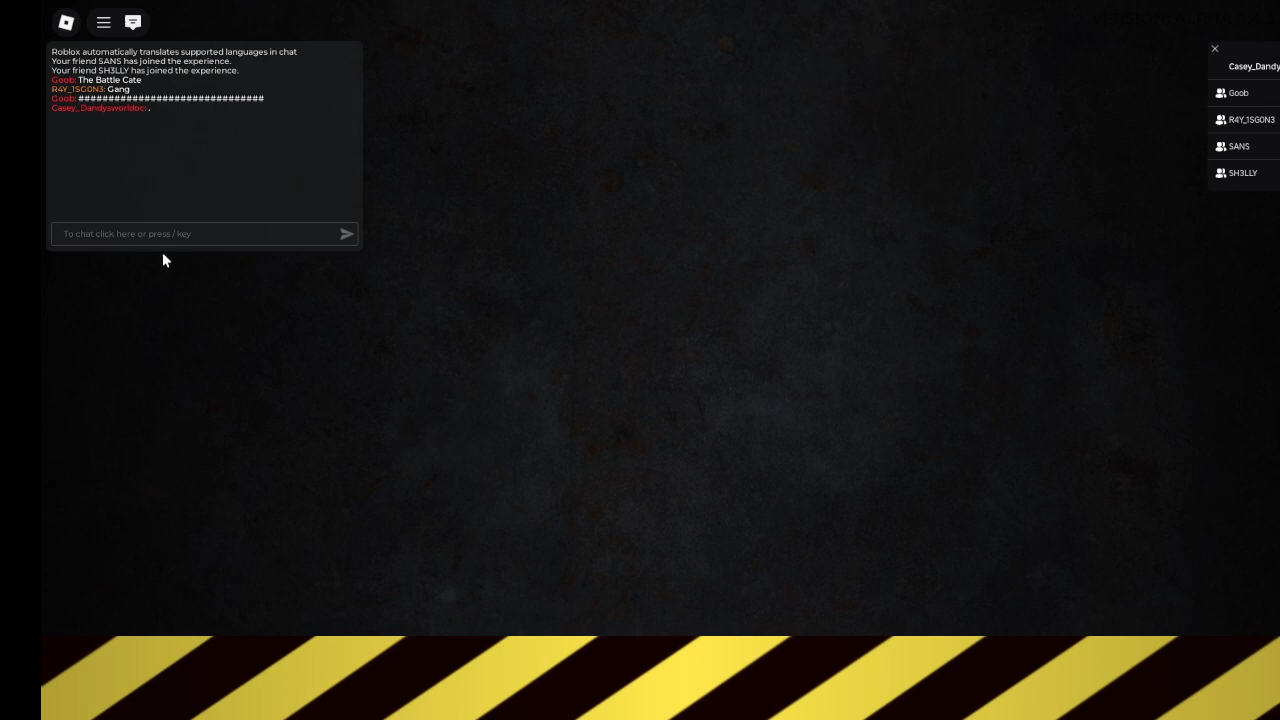 Roblox automatically translates supported languages in chat
Your friend SANS has joined the experience.
Your friend SH3LLY has joined the experience.
Goob: The Battle Cate
R4Y_1SG0N3: Gang
Goob: ###############################
Casey_Dandysworldoc: .
To chat click here or press / key
Casey_Dandy
Goob
R4Y_1SG0N3
SANS
SH3LLY